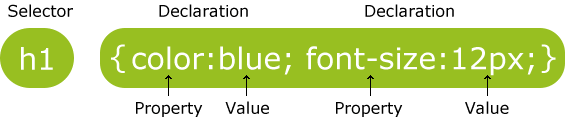 Selector Declaration Declaration
h1 {color:blue; font-size:12px;}
Property Value Property Value